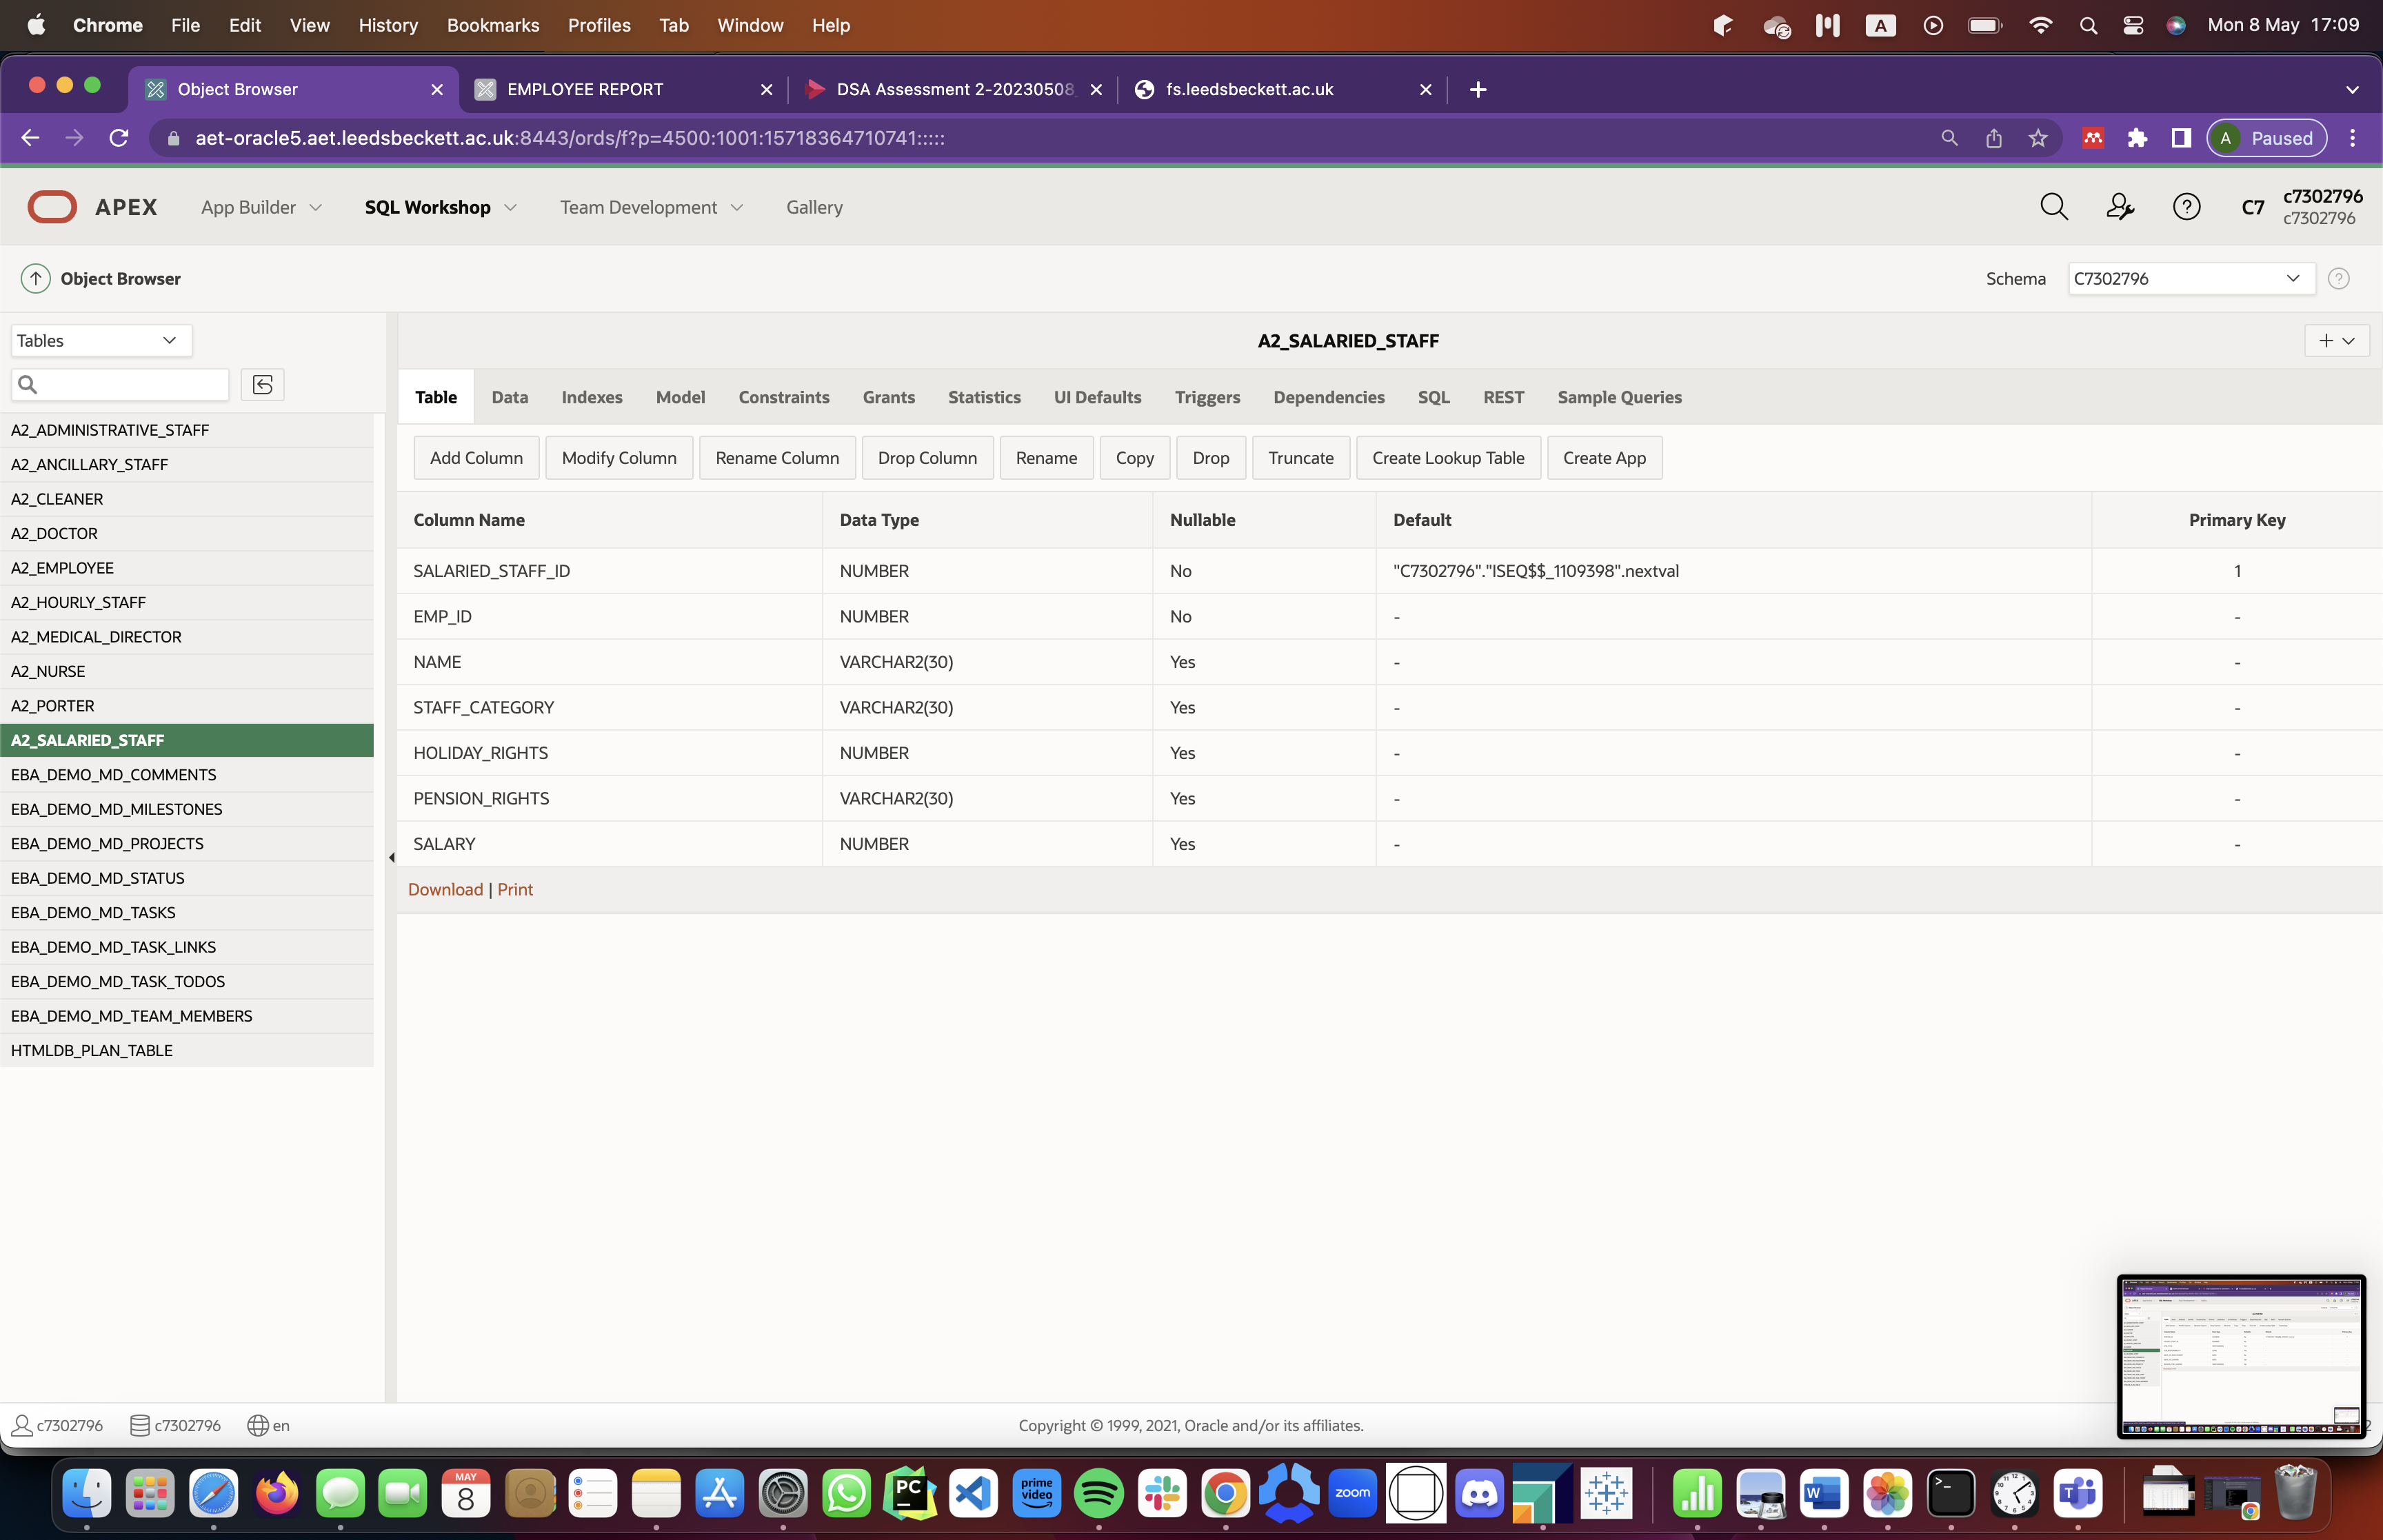 Chrome File Edit View History Bookmarks Profiles Tab Window Help A Mon 8 May 17:09
Object Browser EMPLOYEE REPORT DSA Assessment 2-20230508_ fs.leedsbeckett.ac.uk
aet-oracle5.aet.leedsbeckett.ac.uk:8443/ords/f?p=4500:1001:15718364710741::::: A Paused
APEX App Builder SQL Workshop Team Development Gallery C7 c7302796
c7302796
Object Browser Schema C7302796
Tables
A2_SALARIED_STAFF
Table Data Indexes Model Constraints Grants Statistics UI Defaults Triggers Dependencies SQL REST Sample Queries
Add Column Modify Column Rename Column Drop Column Rename Copy Drop Truncate Create Lookup Table Create App
Column Name Data Type Nullable Default Primary Key
SALARIED_STAFF_ID NUMBER No "C7302796"."ISEQ$$_1109398".nextval 1
EMP_ID NUMBER No - -
NAME VARCHAR2(30) Yes - -
STAFF_CATEGORY VARCHAR2(30) Yes - -
HOLIDAY_RIGHTS NUMBER Yes - -
PENSION_RIGHTS VARCHAR2(30) Yes - -
SALARY NUMBER Yes - -
Download | Print
A2_ADMINISTRATIVE_STAFF
A2_ANCILLARY_STAFF
A2_CLEANER
A2_DOCTOR
A2_EMPLOYEE
A2_HOURLY_STAFF
A2_MEDICAL_DIRECTOR
A2_NURSE
A2_PORTER
A2_SALARIED_STAFF
EBA_DEMO_MD_COMMENTS
EBA_DEMO_MD_MILESTONES
EBA_DEMO_MD_PROJECTS
EBA_DEMO_MD_STATUS
EBA_DEMO_MD_TASKS
EBA_DEMO_MD_TASK_LINKS
EBA_DEMO_MD_TASK_TODOS
EBA_DEMO_MD_TEAM_MEMBERS
HTMLDB_PLAN_TABLE
c7302796 c7302796 en Copyright © 1999, 2021, Oracle and/or its affiliates. 2
MAY
8
PC
prime video
zoom
W
T